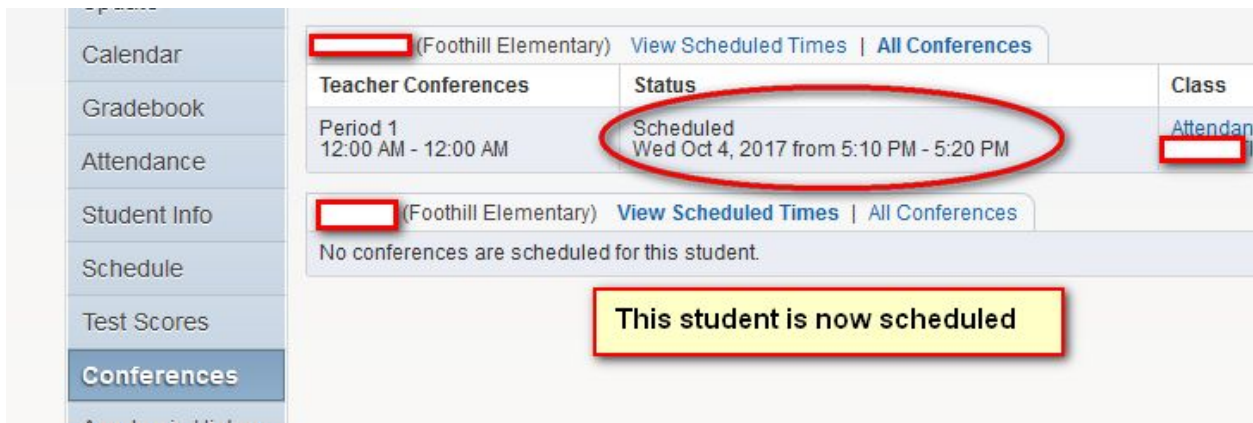 Calendar
Gradebook
Attendance
Student Info
Schedule
Test Scores
Conferences
(Foothill Elementary) View Scheduled Times | All Conferences
Teacher Conferences Status Class
Period 1 Scheduled
12:00 AM - 12:00 AM Wed Oct 4, 2017 from 5:10 PM - 5:20 PM
(Foothill Elementary) View Scheduled Times | All Conferences
No conferences are scheduled for this student.
This student is now scheduled